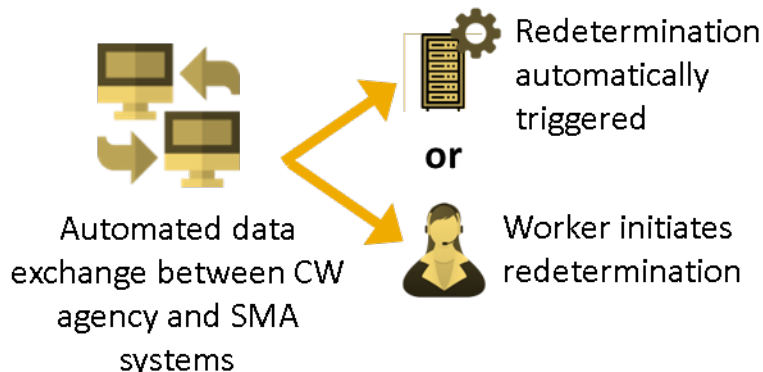 Automated data
exchange between CW
agency and SMA
systems
Redetermination
automatically
triggered
or
Worker initiates
redetermination